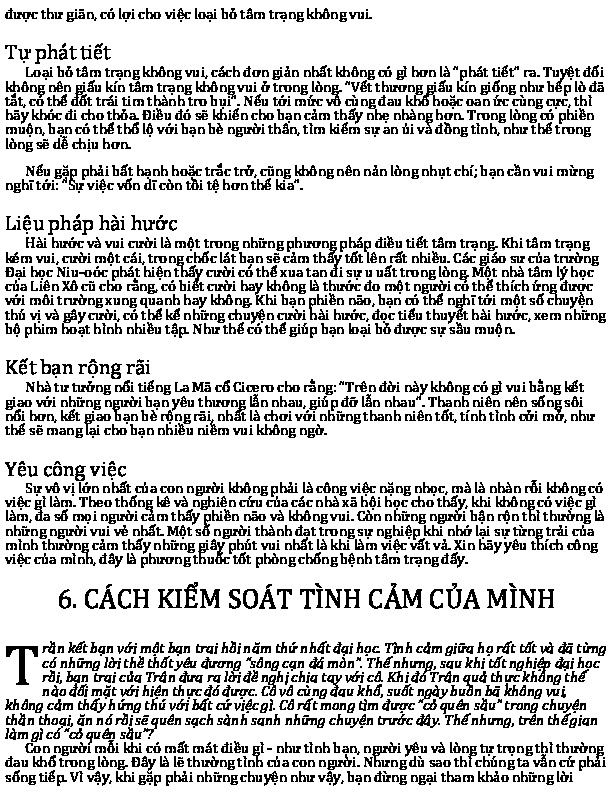 được thư giãn, có lợi cho việc loại bỏ tâm trạng không vui.
Tự phát tiết
Loại bỏ tâm trạng không vui, cách đơn giản nhất không có gì hơn là "phát tiết" ra. Tuyệt đối
không nên giấu kín tâm trạng không vui ở trong lòng. "Vết thương giấu kín giống như bếp lò đã
tắt, có thể đốt trái tim thành tro bụi". Nếu tới mức vô cùng đau khổ hoặc oan ức cùng cực, thì
hãy khóc đi cho thỏa. Điều đó sẽ khiến cho bạn cảm thấy nhẹ nhàng hơn. Trong lòng có phiền
muộn, bạn có thể thổ lộ với bạn bè người thân, tìm kiếm sự an ủi và đồng tình, như thế trong
lòng sẽ dễ chịu hơn.
Nếu gặp phải bất hạnh hoặc trắc trở, cũng không nên nản lòng nhụt chí; bạn cần vui mừng
nghĩ tới: "Sự việc vốn dĩ còn tồi tệ hơn thế kia".
Liệu pháp hài hước
Hài hước và vui cười là một trong những phương pháp điều tiết tâm trạng. Khi tâm trạng
kém vui, cười một cái, trong chốc lát bạn sẽ cảm thấy tốt lên rất nhiều. Các giáo sư của trường
Đại học Niu-oóc phát hiện thấy cười có thể xua tan đi sự u uất trong lòng. Một nhà tâm lý học
của Liên Xô cũ cho rằng, có biết cười hay không là thước đo một người có thể thích ứng được
với môi trường xung quanh hay không. Khi bạn phiền não, bạn có thể nghĩ tới một số chuyện
thú vị và gây cười, có thể kể những chuyện cười hài hước, đọc tiểu thuyết hài hước, xem những
bộ phim hoạt hình nhiều tập. Như thế có thể giúp bạn loại bỏ được sự sầu muộn.
Kết bạn rộng rãi
Nhà tư tưởng nổi tiếng La Mã cổ Cicero cho rằng: "Trên đời này không có gì vui bằng kết
giao với những người bạn yêu thương lẫn nhau, giúp đỡ lẫn nhau". Thanh niên nên sống sôi
nổi hơn, kết giao bạn bè rộng rãi, nhất là chơi với những thanh niên tốt, tính tình cởi mở, như
thế sẽ mang lại cho bạn nhiều niềm vui không ngờ.
Yêu công việc
Sự vô vị lớn nhất của con người không phải là công việc nặng nhọc, mà là nhàn rỗi không có
việc gì làm. Theo thống kê và nghiên cứu của các nhà xã hội học cho thấy, khi không có việc gì
làm, đa số mọi người cảm thấy phiền não và không vui. Còn những người bận rộn thì thường là
những người vui vẻ nhất. Một số người thành đạt trong sự nghiệp khi nhớ lại sự từng trải của
mình thường cảm thấy những giây phút vui nhất là khi làm việc vất vả. Xin hãy yêu thích công
việc của mình, đây là phương thuốc tốt phòng chống bệnh tâm trạng đấy.
6. CÁCH KIỂM SOÁT TÌNH CẢM CỦA MÌNH
Trần kết bạn với một bạn trai hồi năm thứ nhất đại học. Tình cảm giữa họ rất tốt và đã từng
có những lời thề thốt yêu đương "sông cạn đá mòn". Thế nhưng, sau khi tốt nghiệp đại học
rồi, bạn trai của Trần đưa ra lời đề nghị chia tay với cô. Khi đó Trần quả thực không thể
nào đối mặt với hiện thực đó được. Cô vô cùng đau khổ, suốt ngày buồn bã không vui,
không cảm thấy hứng thú với bất cứ việc gì. Cô rất mong tìm được "cỏ quên sầu" trong chuyện
thần thoại, ăn nó rồi sẽ quên sạch sành sanh những chuyện trước đây. Thế nhưng, trên thế gian
làm gì có "cỏ quên sầu"?
Con người mỗi khi có mất mát điều gì - như tình bạn, người yêu và lòng tự trọng thì thường
đau khổ trong lòng. Đây là lẽ thường tình của con người. Nhưng dù sao thì chúng ta vẫn cứ phải
sống tiếp. Vì vậy, khi gặp phải những chuyện như vậy, bạn đừng ngại tham khảo những lời